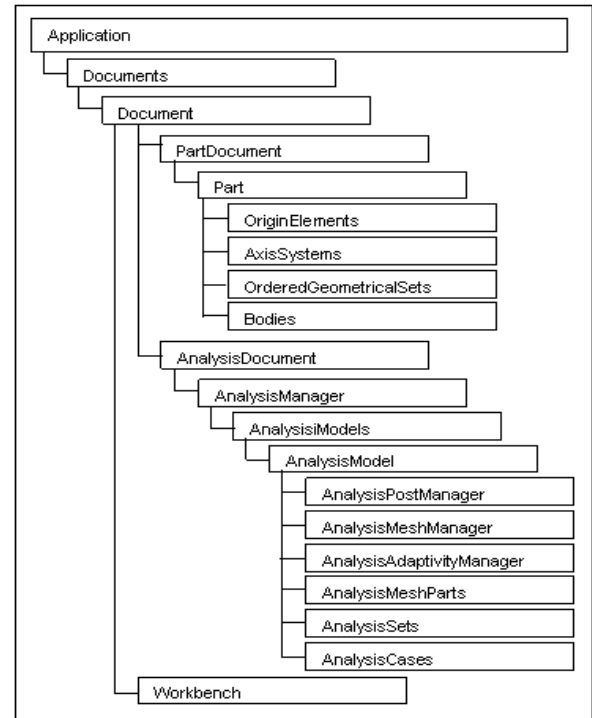 Application
Documents
Document
PartDocument
Part
OriginElements
AxisSystems
OrderedGeometricalSets
Bodies
AnalysisDocument
AnalysisManager
AnalysisiModels
AnalysisModel
AnalysisPostManager
AnalysisMeshManager
AnalysisAdaptivityManager
AnalysisMeshParts
AnalysisSets
AnalysisCases
Workbench